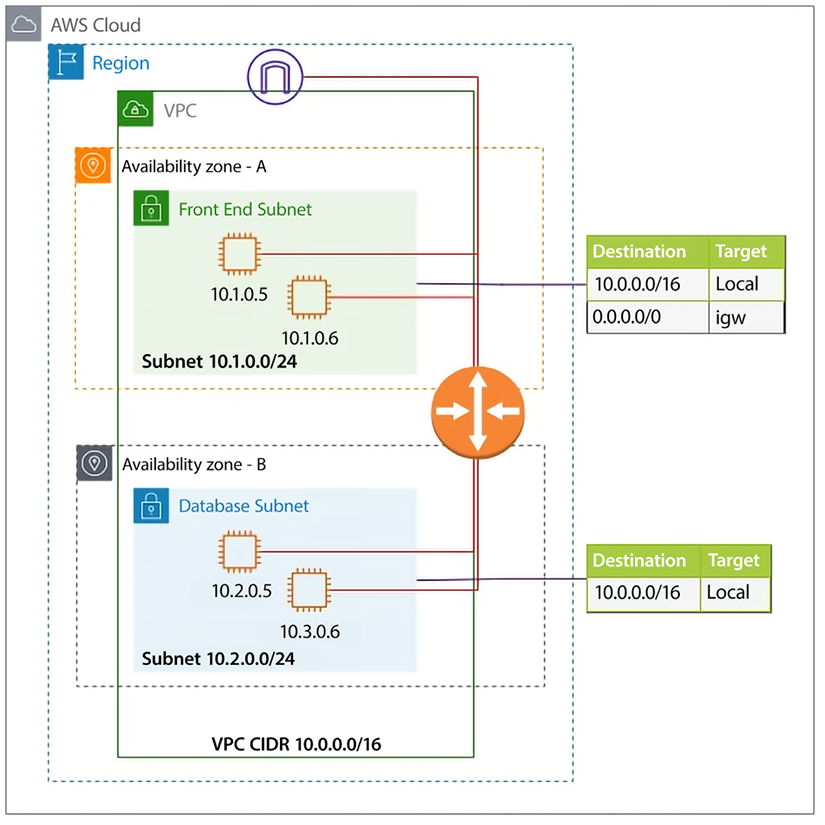 AWS Cloud
Region
VPC
Availability zone - A
Front End Subnet
10.1.0.5
10.1.0.6
Subnet 10.1.0.0/24
Destination Target
10.0.0.0/16 Local
0.0.0.0/0 igw
Availability zone - B
Database Subnet
10.2.0.5
10.3.0.6
Subnet 10.2.0.0/24
Destination Target
10.0.0.0/16 Local
VPC CIDR 10.0.0.0/16